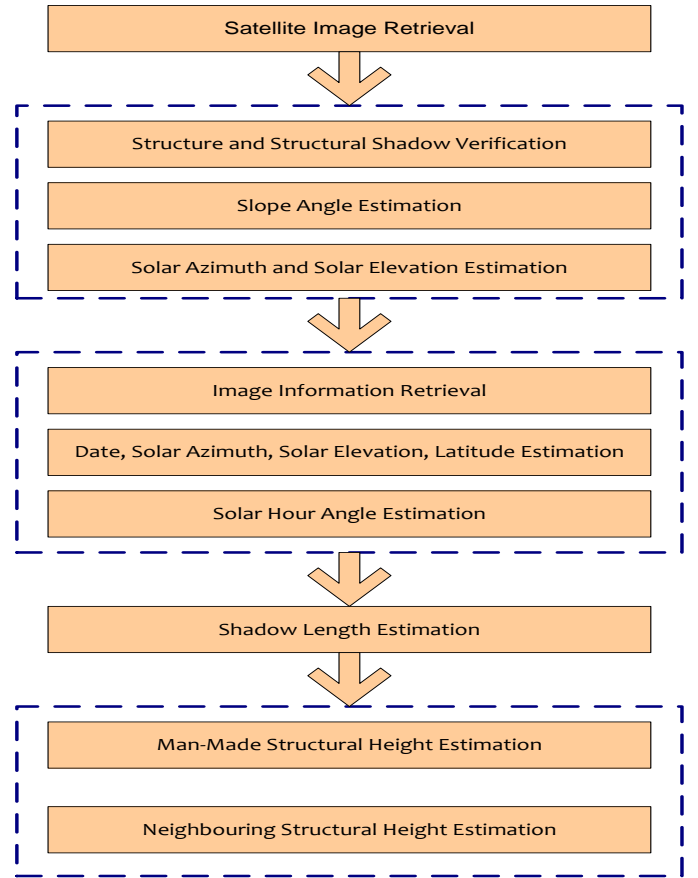 Satellite Image Retrieval
Structure and Structural Shadow Verification
Slope Angle Estimation
Solar Azimuth and Solar Elevation Estimation
Image Information Retrieval
Date, Solar Azimuth, Solar Elevation, Latitude Estimation
Solar Hour Angle Estimation
Shadow Length Estimation
Man-Made Structural Height Estimation
Neighbouring Structural Height Estimation